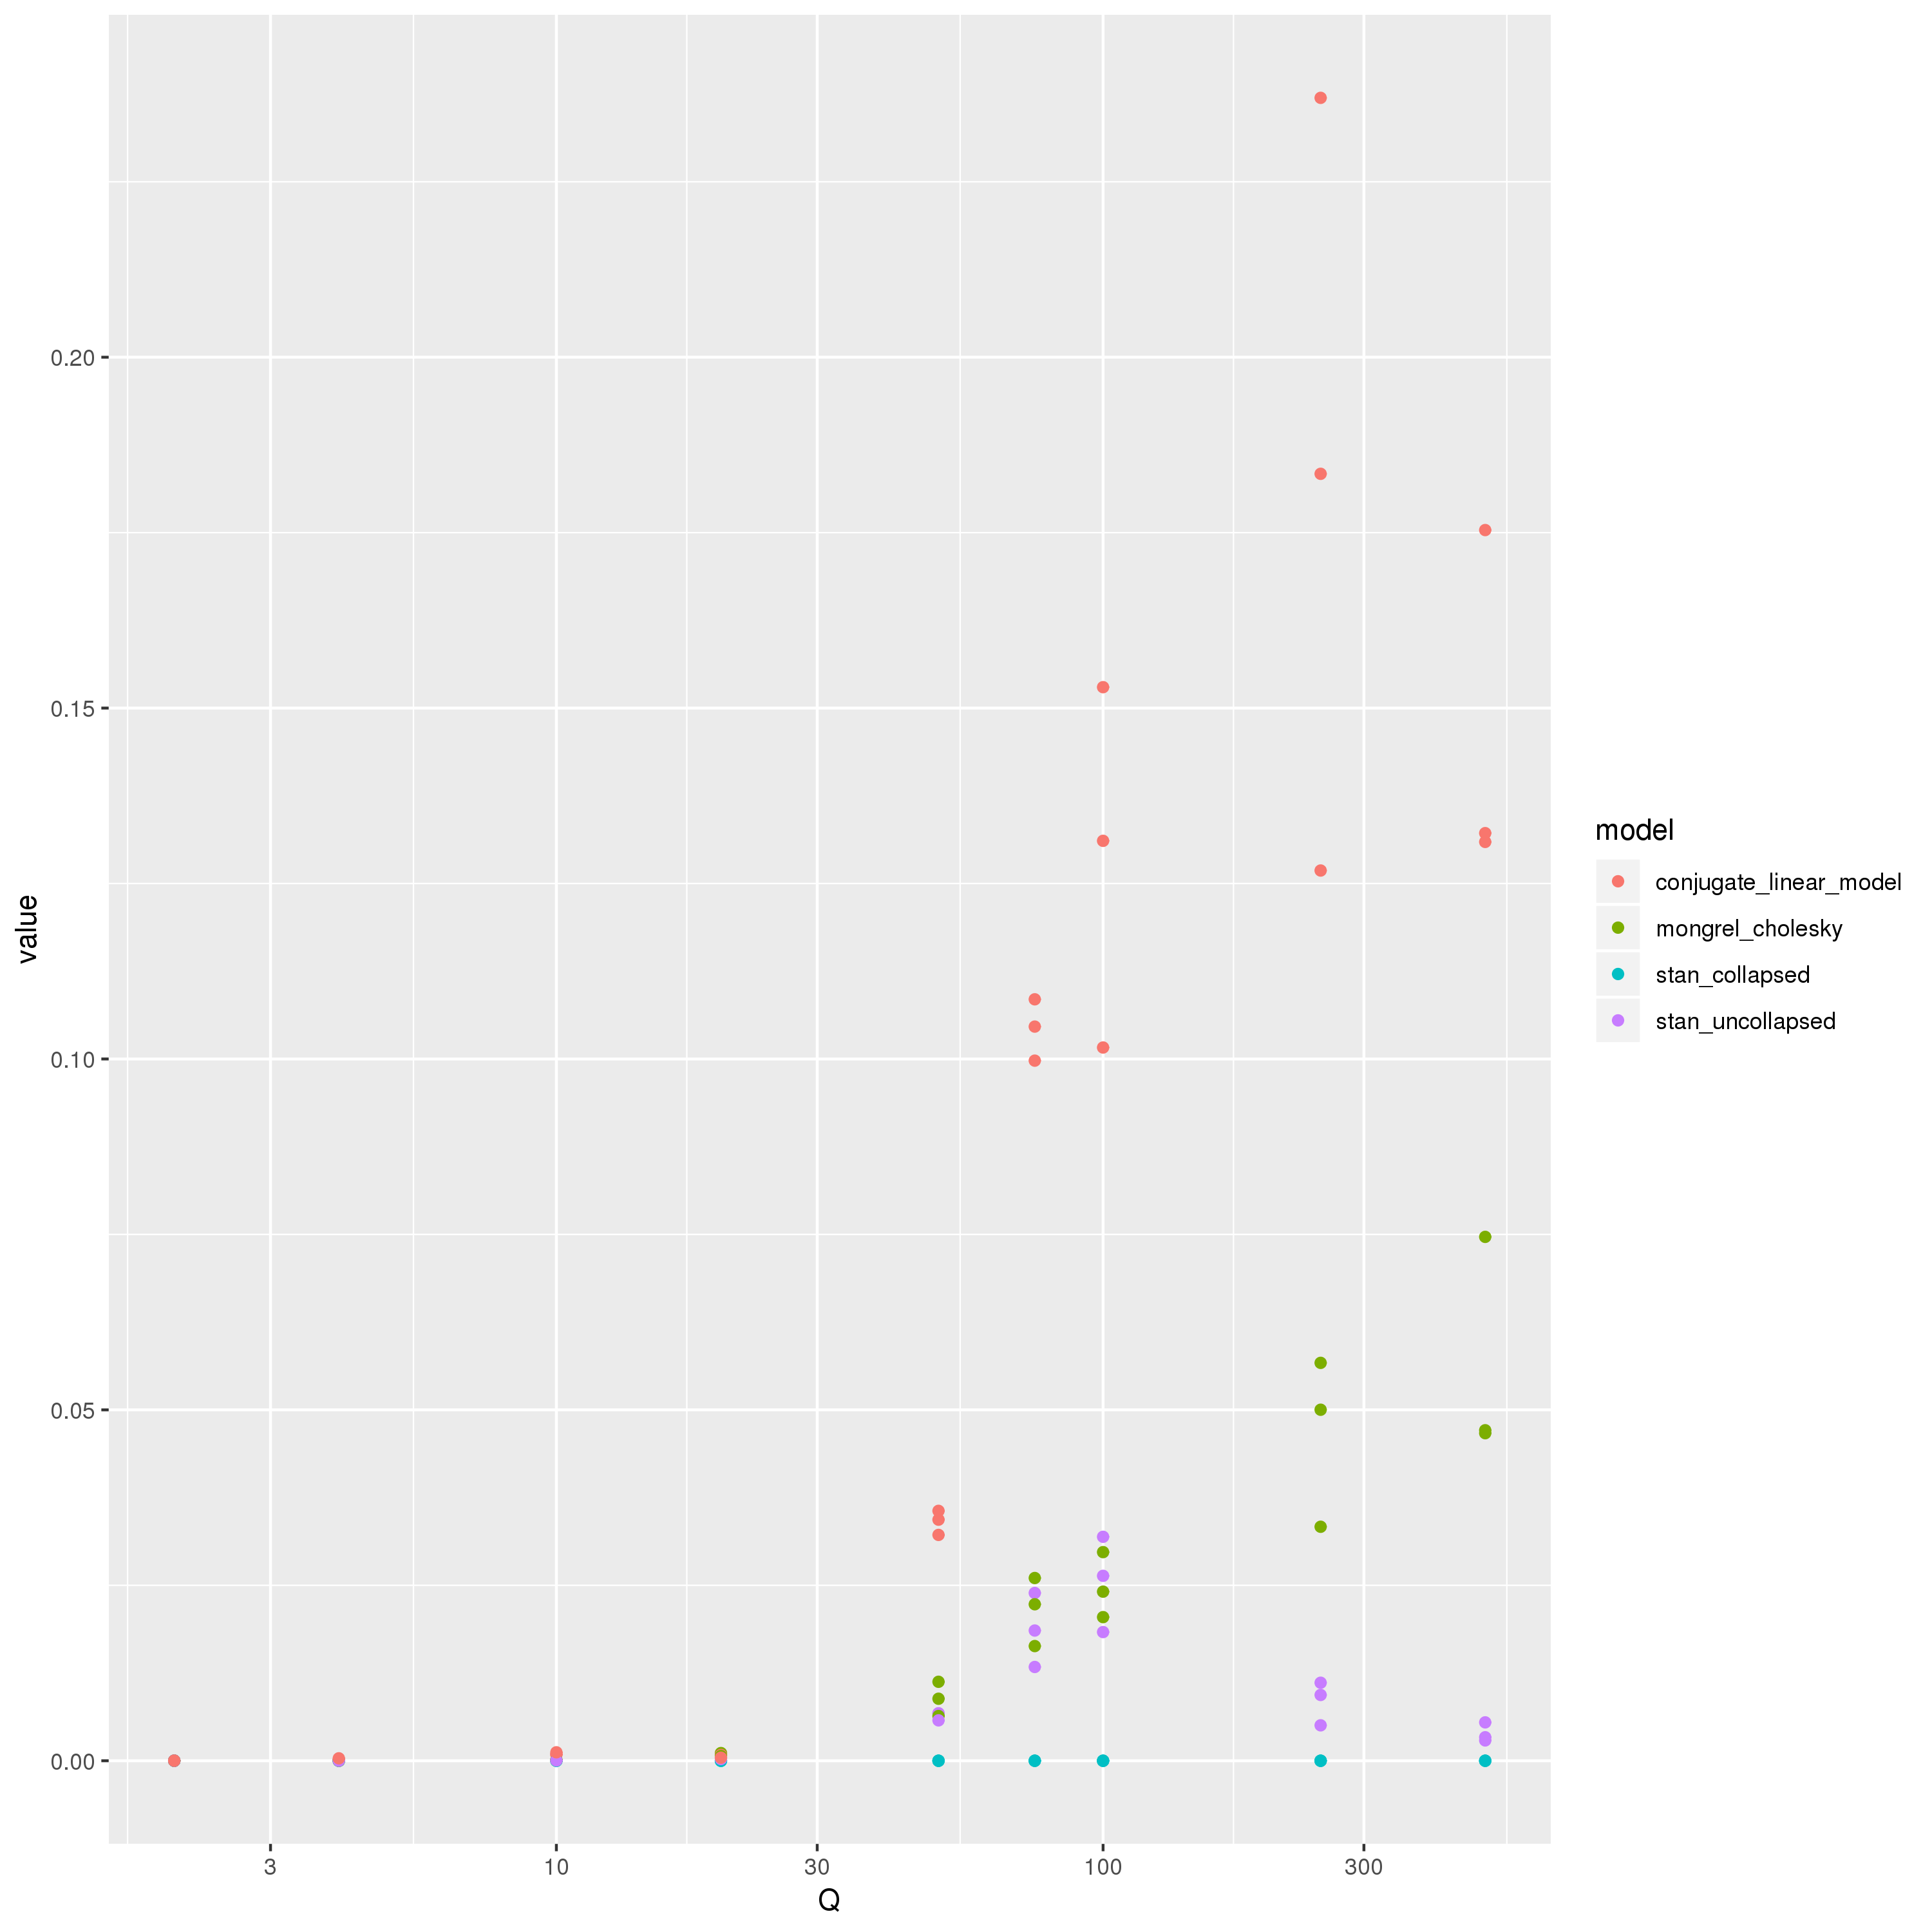 value
0.20
0.15
0.10
0.05
0.00
3
10
30
100
300
Q
model
conjugate_linear_model
mongrel_cholesky
stan_collapsed
stan_uncollapsed